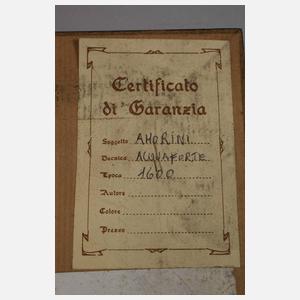 Certificato
di Garanzia
Soggetto AMORINI
Tecnica ACQUAFORTE
Epoca 1600
Autore
Colore
Prezzo